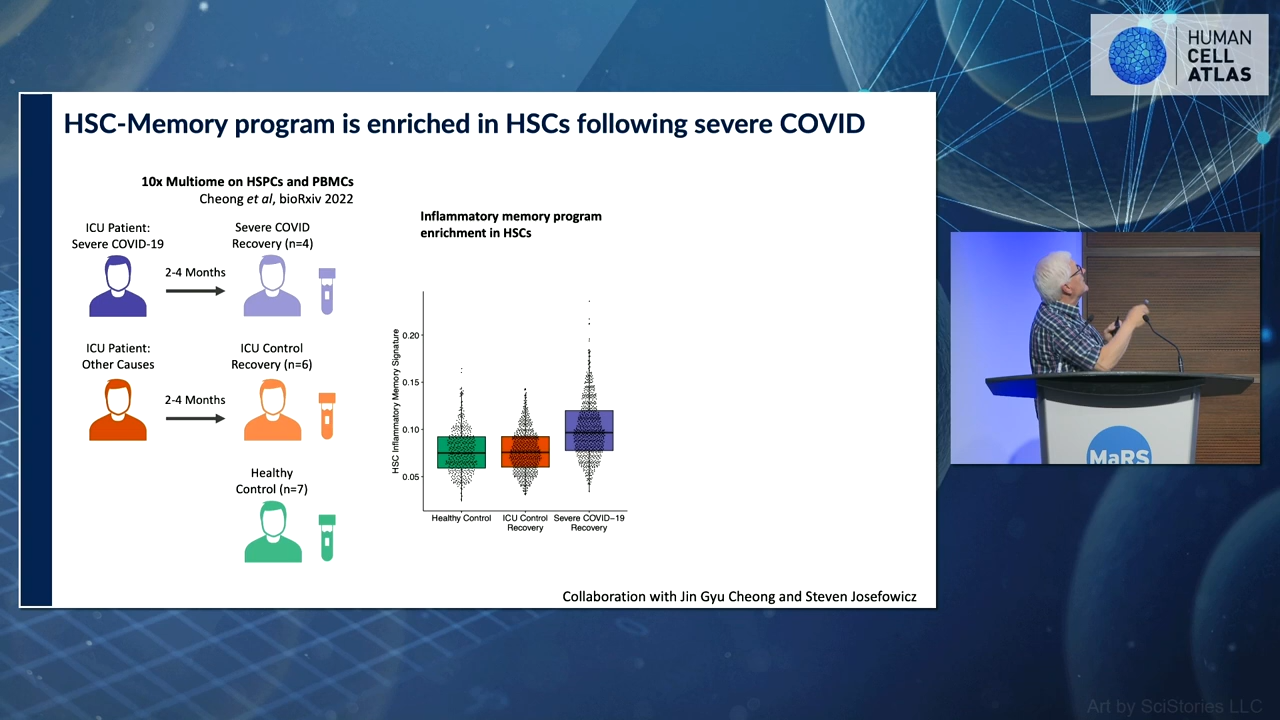 HUMAN
CELL
ATLAS
HSC-Memory program is enriched in HSCs following severe COVID
10x Multiome on HSPCs and PBMCs
Cheong et al, bioRxiv 2022
ICU Patient:
Severe COVID-19
2-4 Months
Severe COVID
Recovery (n=4)
ICU Patient:
Other Causes
2-4 Months
ICU Control
Recovery (n=6)
Healthy
Control (n=7)
Inflammatory memory program
enrichment in HSCs
HSC Inflammatory Memory Signature
0.20
0.15
0.10
0.05
Healthy Control
ICU Control
Recovery
Severe COVID−19
Recovery
Collaboration with Jin Gyu Cheong and Steven Josefowicz
MaRS
Art by SciStories LLC